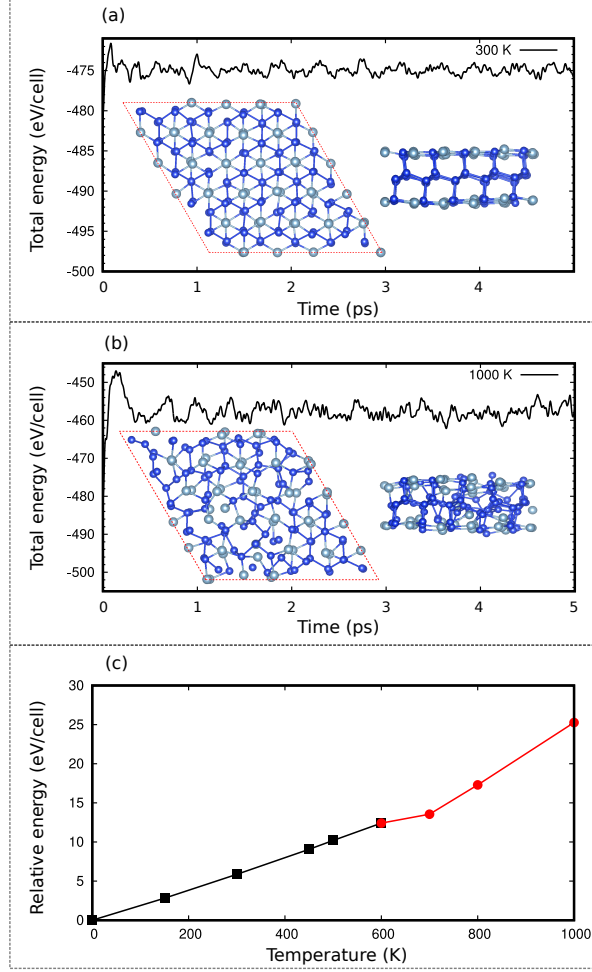 (a)
300 K
Total energy (eV/cell)
-475
-480
-485
-490
-495
-500
0 1 2 3 4
Time (ps)
(b)
1000 K
Total energy (eV/cell)
-450
-460
-470
-480
-490
-500
0 1 2 3 4 5
Time (ps)
(c)
Relative energy (eV/cell)
30
25
20
15
10
5
0
0 200 400 600 800 1000
Temperature (K)